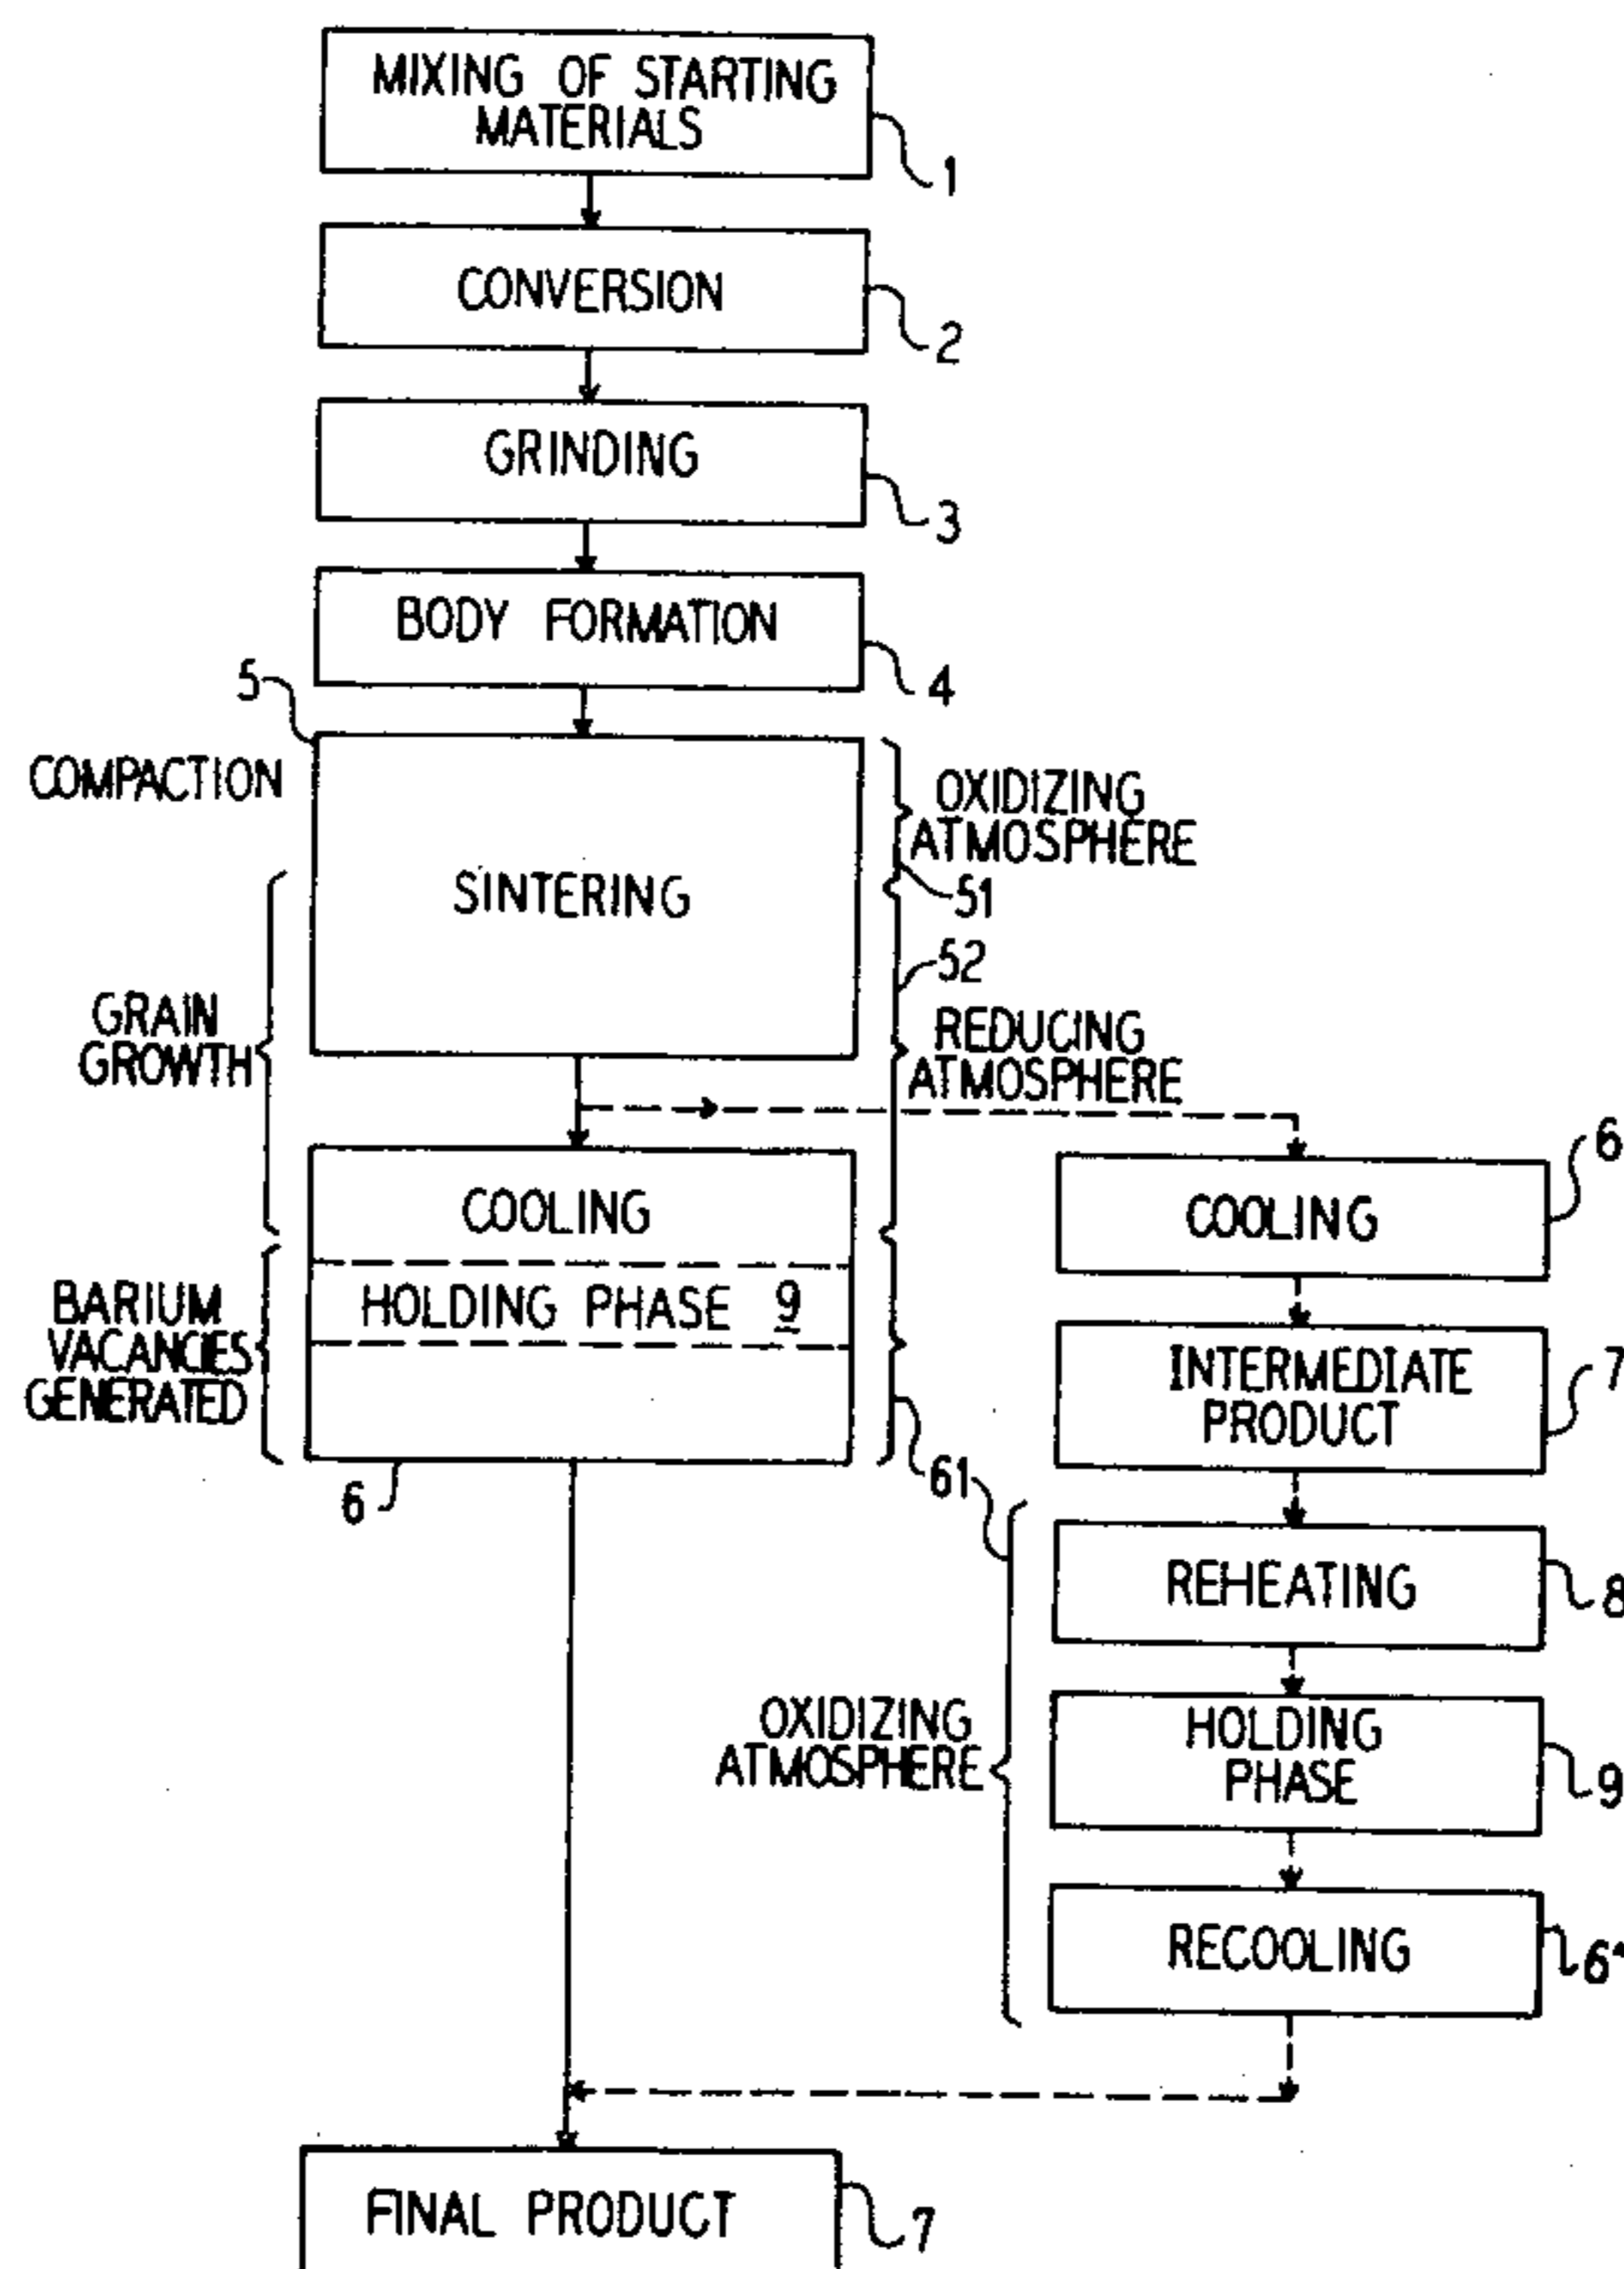 MIXING OF STARTING
MATERIALS
1
CONVERSION
2
GRINDING
3
BODY FORMATION
4
5
COMPACTION
SINTERING
OXIDIZING
ATMOSPHERE
51
52
GRAIN
GROWTH
REDUCING
ATMOSPHERE
COOLING
HOLDING PHASE 9
BARIUM
VACANCIES
GENERATED
6
61
COOLING
6
INTERMEDIATE
PRODUCT
7
REHEATING
8
OXIDIZING
ATMOSPHERE
HOLDING
PHASE
9
RECOOLING
6'
FINAL PRODUCT
7